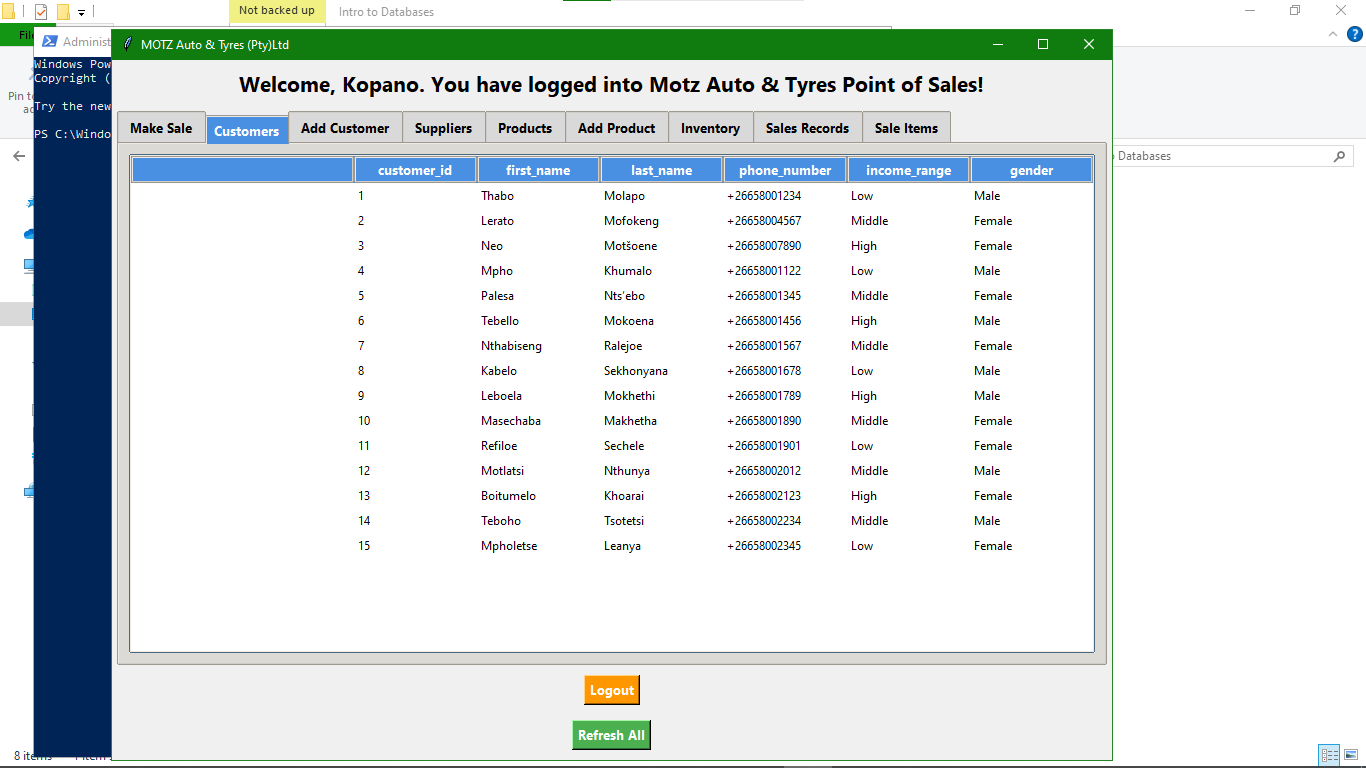 Not backed up
Intro to Databases
File
Administ
MOTZ Auto & Tyres (Pty)Ltd
Windows Pow
Copyright (
Try the new
PS C:\Windo
Pin to
Welcome, Kopano. You have logged into Motz Auto & Tyres Point of Sales!
Make Sale Customers Add Customer Suppliers Products Add Product Inventory Sales Records Sale Items
Databases
customer_id first_name last_name phone_number income_range gender
1 Thabo Molapo +26658001234 Low Male
2 Lerato Mofokeng +26658004567 Middle Female
3 Neo Motšoene +26658007890 High Female
4 Mpho Khumalo +26658001122 Low Male
5 Palesa Nts’ebo +26658001345 Middle Female
6 Tebello Mokoena +26658001456 High Male
7 Nthabiseng Ralejoe +26658001567 Middle Female
8 Kabelo Sekhonyana +26658001678 Low Male
9 Leboela Mokhethi +26658001789 High Male
10 Masechaba Makhetha +26658001890 Middle Female
11 Refiloe Sechele +26658001901 Low Female
12 Motlatsi Nthunya +26658002012 Middle Male
13 Boitumelo Khoarai +26658002123 High Female
14 Teboho Tsotetsi +26658002234 Middle Male
15 Mpholetse Leanya +26658002345 Low Female
Logout
Refresh All
8 items